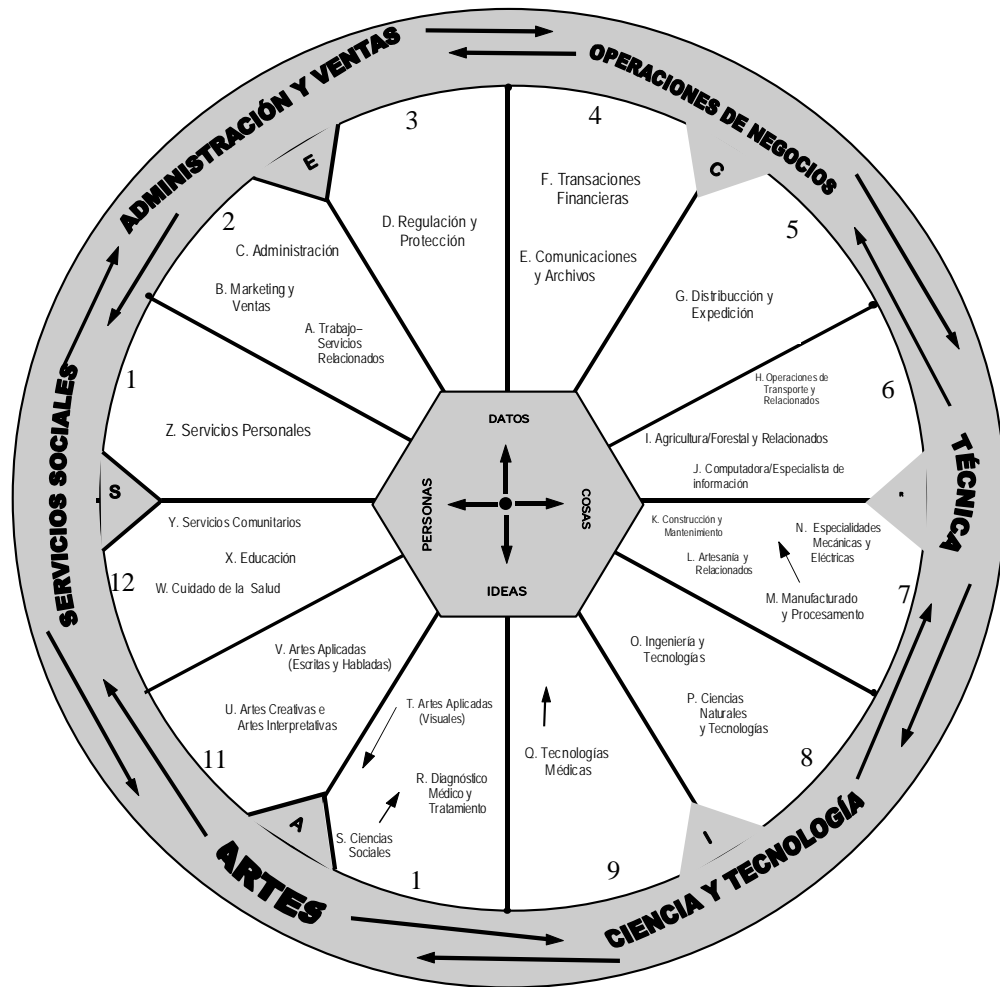 ADMINISTRACIÓN Y VENTAS
OPERACIONES DE NEGOCIOS
TÉCNICA
CIENCIA Y TECNOLOGÍA
ARTES
SERVICIOS SOCIALES
E
C
S
A
I
1
Z. Servicios Personales
2
C. Administración
B. Marketing y
Ventas
A. Trabajo–
Servicios
Relacionados
3
D. Regulación y
Protección
4
F. Transaciones
Financieras
E. Comunicaciones
y Archivos
5
G. Distribucción y
Expedición
6
H. Operaciones de
Transporte y
Relacionados
I. Agricultura/Forestal y Relacionados
J. Computadora/Especialista de
información
7
K. Construcción y
Mantenimiento
L. Artesanía y
Relacionados
N. Especialidades
Mecánicas y
Eléctricas
M. Manufacturado
y Procesamento
8
O. Ingeniería y
Tecnologías
P. Ciencias
Naturales
y Tecnologías
9
Q. Tecnologías
Médicas
1
T. Artes Aplicadas
(Visuales)
R. Diagnóstico
Médico y
Tratamiento
S. Ciencias
Sociales
11
V. Artes Aplicadas
(Escritas y Habladas)
U. Artes Creativas e
Artes Interpretativas
12
Y. Servicios Comunitarios
X. Educación
W. Cuidado de la Salud
DATOS
PERSONAS
COSAS
IDEAS